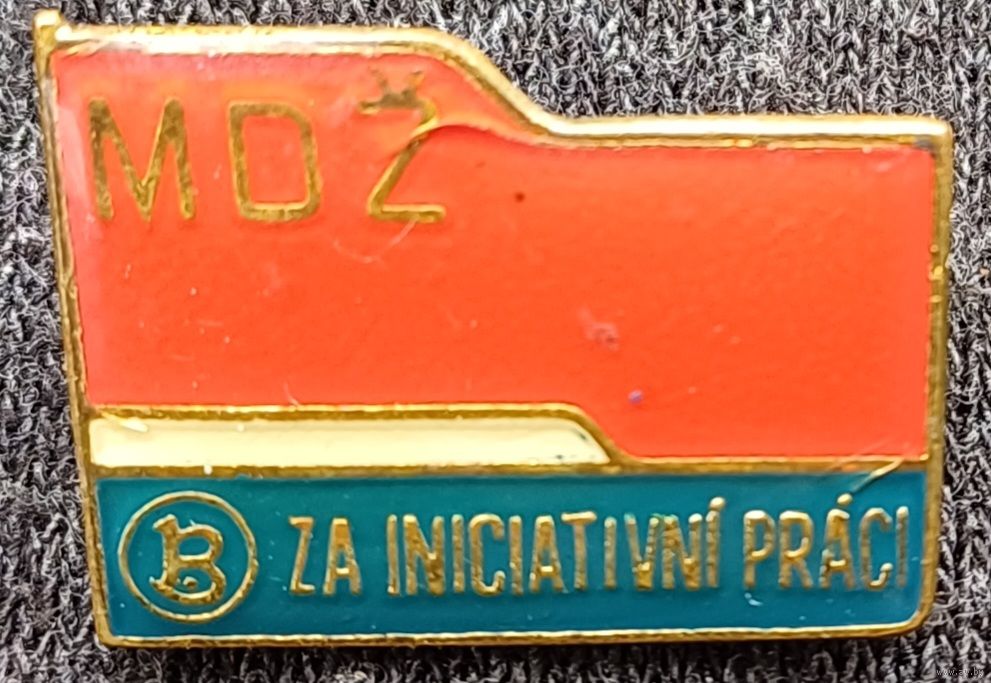 MDŽ
B ZA INICIATIVNÍ PRÁCI